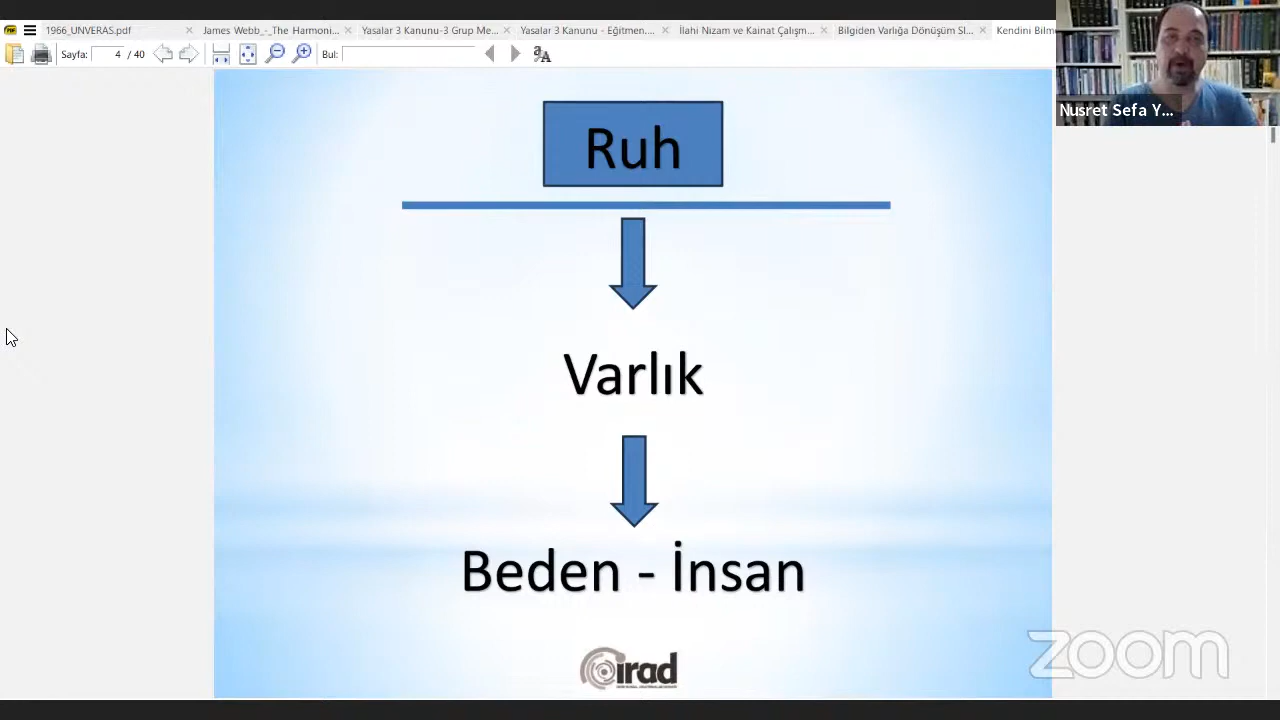 1966_UNVERAS.pdf
James Webb_-_The Harmoni...
Yasalar 3 Kanunu-3 Grup Me...
Yasalar 3 Kanunu - Eğitmen....
İlahi Nizam ve Kainat Çalışm...
Bilgiden Varlığa Dönüşüm Sl...
Kendini Bilm
Sayfa:
4 / 40
Bul:
Nusret Sefa Y...
Ruh
Varlık
Beden - İnsan
irad
zoom